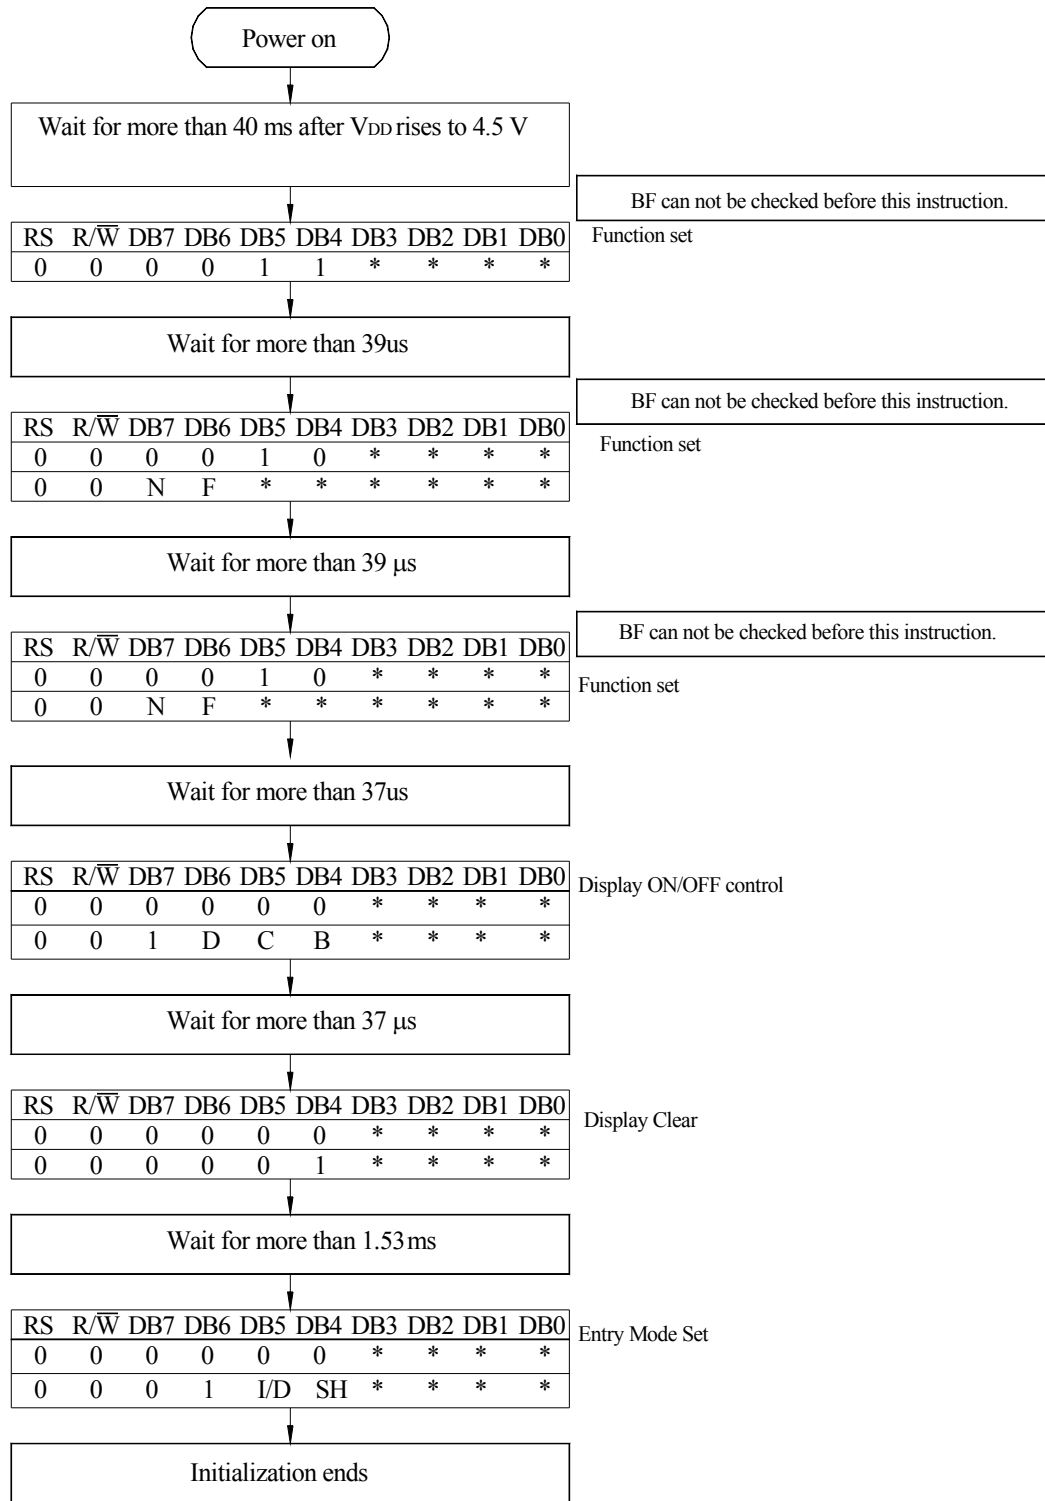 Power on
Wait for more than 40 ms after VDD rises to 4.5 V
BF can not be checked before this instruction.
RS R/W̅ DB7 DB6 DB5 DB4 DB3 DB2 DB1 DB0
Function set
0 0 0 0 1 1 * * * *
Wait for more than 39us
BF can not be checked before this instruction.
RS R/W̅ DB7 DB6 DB5 DB4 DB3 DB2 DB1 DB0
Function set
0 0 0 0 1 0 * * * *
0 0 N F * * * * * *
Wait for more than 39 μs
BF can not be checked before this instruction.
RS R/W̅ DB7 DB6 DB5 DB4 DB3 DB2 DB1 DB0
0 0 0 0 1 0 * * * *
Function set
0 0 N F * * * * * *
Wait for more than 37us
RS R/W̅ DB7 DB6 DB5 DB4 DB3 DB2 DB1 DB0
Display ON/OFF control
0 0 0 0 0 0 * * * *
0 0 1 D C B * * * *
Wait for more than 37 μs
RS R/W̅ DB7 DB6 DB5 DB4 DB3 DB2 DB1 DB0
Display Clear
0 0 0 0 0 0 * * * *
0 0 0 0 0 1 * * * *
Wait for more than 1.53ms
RS R/W̅ DB7 DB6 DB5 DB4 DB3 DB2 DB1 DB0
Entry Mode Set
0 0 0 0 0 0 * * * *
0 0 0 1 I/D SH * * * *
Initialization ends